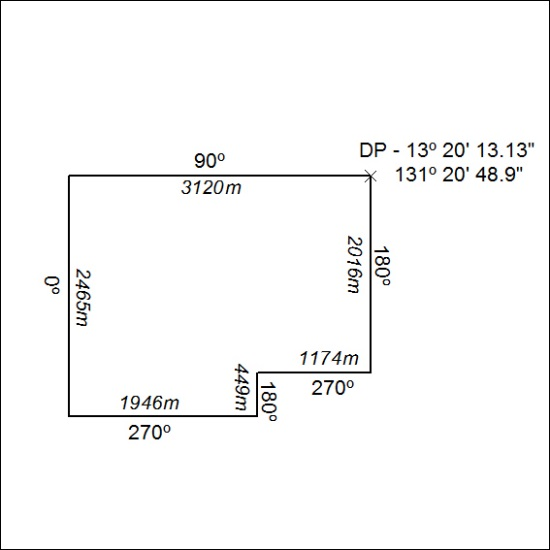 90º
DP - 13º 20' 13.13"
131º 20' 48.9"
3120m
2016m
180º
0º
2465m
1174m
270º
449m
180º
1946m
270º